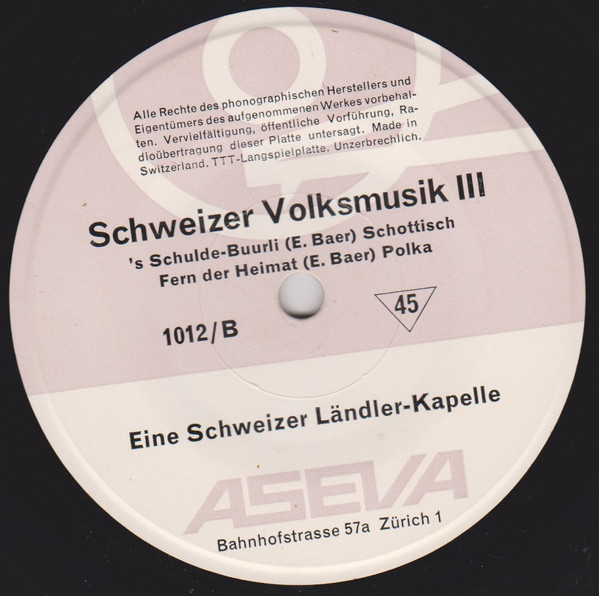 Alle Rechte des phonographischen Herstellers und
Eigentümers des aufgenommenen Werkes vorbehal-
ten. Vervielfältigung, öffentliche Vorführung, Ra-
dioübertragung dieser Platte untersagt. Made in
Switzerland. TTT-Langspielplatte. Unzerbrechlich.
Schweizer Volksmusik III
's Schulde-Buurli (E. Baer) Schottisch
Fern der Heimat (E. Baer) Polka
1012/B
45
Eine Schweizer Ländler-Kapelle
ASEVA
Bahnhofstrasse 57a Zürich 1